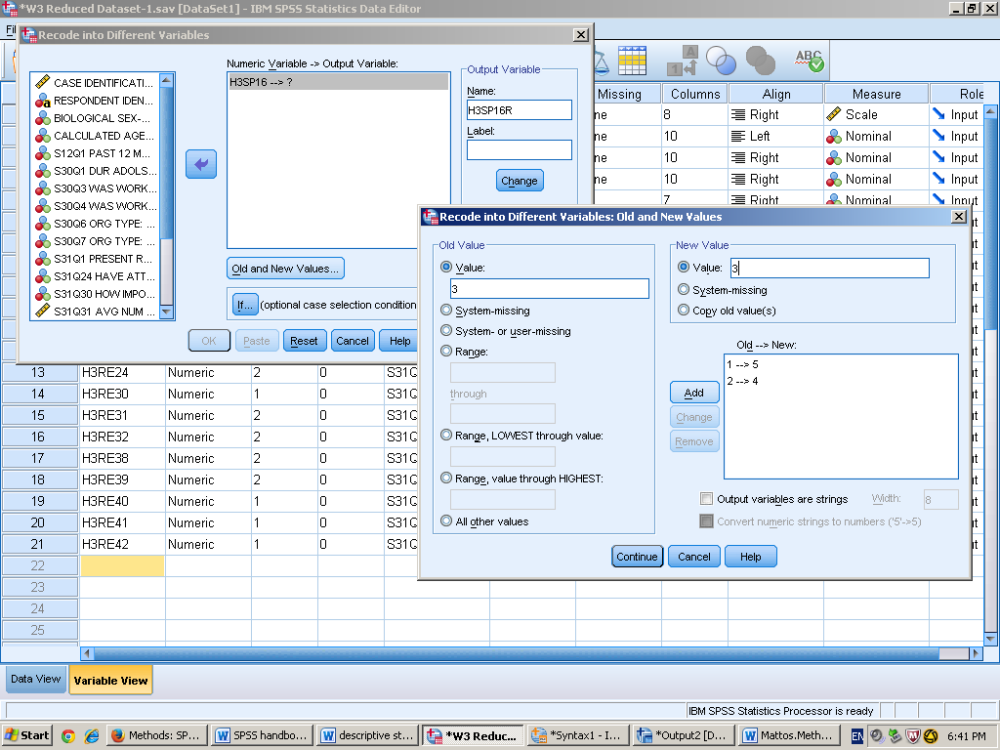 *W3 Reduced Dataset-1.sav [DataSet1] - IBM SPSS Statistics Data Editor
Recode into Different Variables
Numeric Variable -> Output Variable:
H3SP16 --> ?
CASE IDENTIFICATI...
RESPONDENT IDEN...
BIOLOGICAL SEX-...
CALCULATED AGE...
S12Q1 PAST 12 M...
S30Q1 DUR ADOLS...
S30Q3 WAS WORK...
S30Q4 WAS WORK...
S30Q6 ORG TYPE: ...
S30Q7 ORG TYPE: ...
S31Q1 PRESENT R...
S31Q24 HAVE ATT...
S31Q30 HOW IMPO...
S31Q31 AVG NUM ...
Output Variable
Name:
H3SP16R
Label:
Change
Old and New Values...
If... (optional case selection condition
OK Paste Reset Cancel Help
ABC
Missing Columns Align Measure Role
ne 8 Right Scale Input
ne 10 Left Nominal Input
ne 10 Right Nominal Input
ne 10 Right Nominal Input
7 Right Nominal Input
Recode into Different Variables: Old and New Values
Old Value
Value:
3
System-missing
System- or user-missing
Range:
through
Range, LOWEST through value:
Range, value through HIGHEST:
All other values
New Value
Value: 3
System-missing
Copy old value(s)
Old --> New:
1 --> 5
2 --> 4
Add
Change
Remove
Output variables are strings Width: 8
Convert numeric strings to numbers ('5'->5)
Continue Cancel Help
13 H3RE24 Numeric 2 0 S31Q
14 H3RE30 Numeric 1 0 S31Q
15 H3RE31 Numeric 2 0 S31Q
16 H3RE32 Numeric 2 0 S31Q
17 H3RE38 Numeric 2 0 S31Q
18 H3RE39 Numeric 2 0 S31Q
19 H3RE40 Numeric 1 0 S31Q
20 H3RE41 Numeric 1 0 S31Q
21 H3RE42 Numeric 1 0 S31Q
22
23
24
25
Data View Variable View
IBM SPSS Statistics Processor is ready
Start Methods: SP... SPSS handbo... descriptive st... *W3 Reduc... *Syntax1 - I... *Output2 [D... Mattos.Meth... EN 6:41 PM